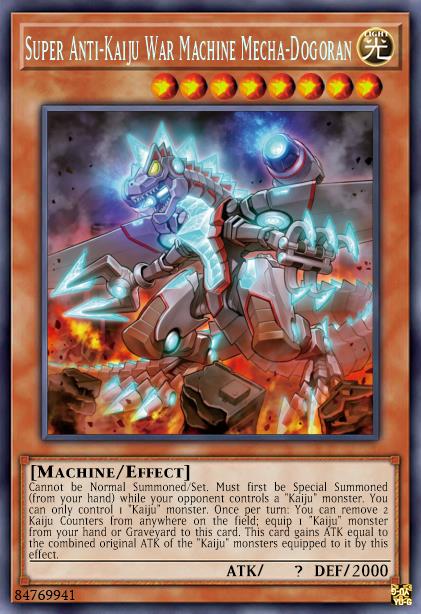 Super Anti-Kaiju War Machine Mecha-Dogoran
LIGHT
光
[Machine/Effect]
Cannot be Normal Summoned/Set. Must first be Special Summoned
(from your hand) while your opponent controls a "Kaiju" monster. You
can only control 1 "Kaiju" monster. Once per turn: You can remove 2
Kaiju Counters from anywhere on the field; equip 1 "Kaiju" monster
from your hand or Graveyard to this card. This card gains ATK equal to
the combined original ATK of the "Kaiju" monsters equipped to it by this
effect.
ATK/ ? DEF/2000
84769941